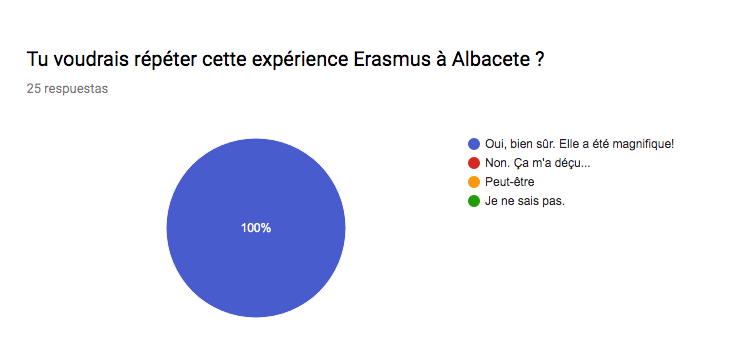 Tu voudrais répéter cette expérience Erasmus à Albacete ?
25 respuestas
Oui, bien sûr. Elle a été magnifique!
Non. Ça m'a déçu...
Peut-être
Je ne sais pas.
100%